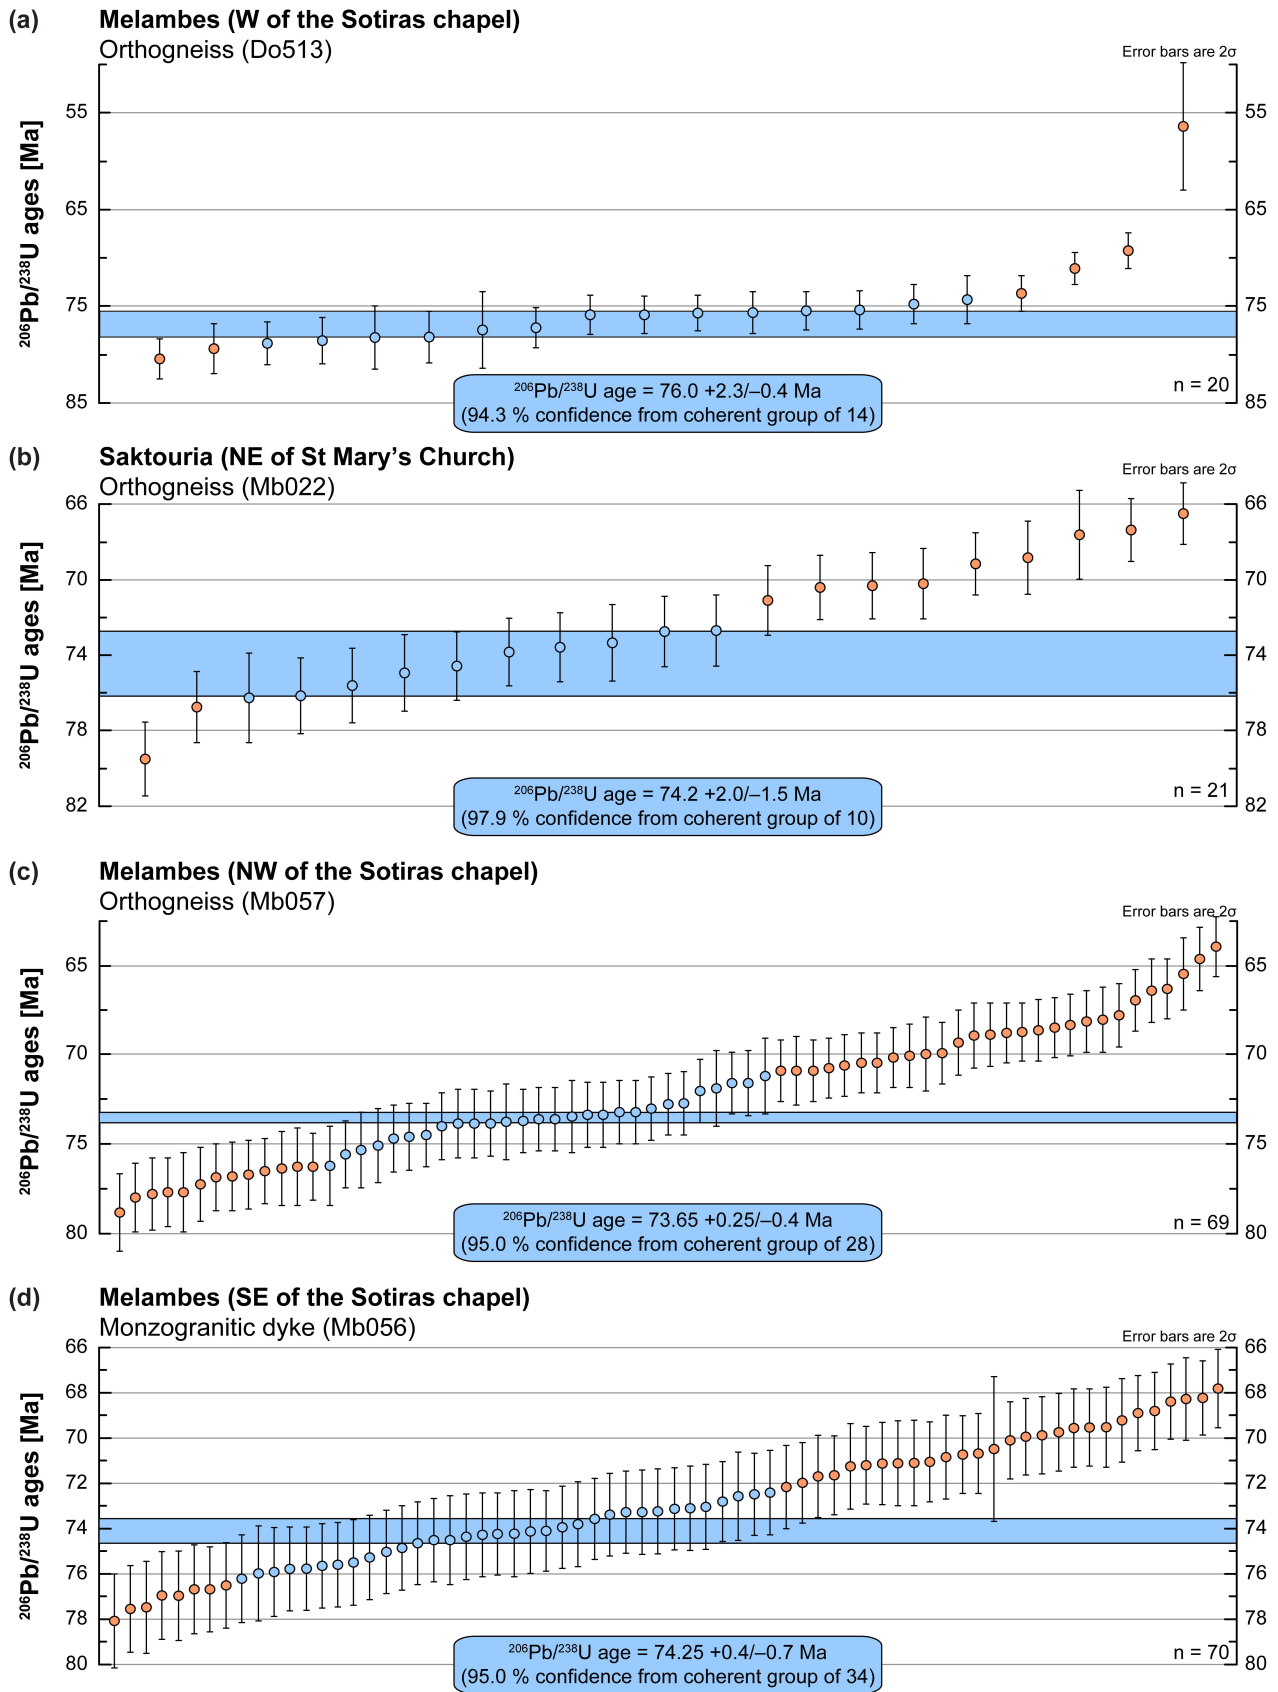 (a) Melambes (W of the Sotiras chapel)
Orthogneiss (Do513)
Error bars are 2σ
²⁰⁶Pb/²³⁸U ages [Ma]
55 55
65 65
75 75
85 85
n = 20
²⁰⁶Pb/²³⁸U age = 76.0 +2.3/–0.4 Ma
(94.3 % confidence from coherent group of 14)
(b) Saktouria (NE of St Mary’s Church)
Orthogneiss (Mb022)
Error bars are 2σ
²⁰⁶Pb/²³⁸U ages [Ma]
66 66
70 70
74 74
78 78
82 82
n = 21
²⁰⁶Pb/²³⁸U age = 74.2 +2.0/–1.5 Ma
(97.9 % confidence from coherent group of 10)
(c) Melambes (NW of the Sotiras chapel)
Orthogneiss (Mb057)
Error bars are 2σ
²⁰⁶Pb/²³⁸U ages [Ma]
65 65
70 70
75 75
80 80
n = 69
²⁰⁶Pb/²³⁸U age = 73.65 +0.25/–0.4 Ma
(95.0 % confidence from coherent group of 28)
(d) Melambes (SE of the Sotiras chapel)
Monzogranitic dyke (Mb056)
Error bars are 2σ
²⁰⁶Pb/²³⁸U ages [Ma]
66 66
68 68
70 70
72 72
74 74
76 76
78 78
80 80
n = 70
²⁰⁶Pb/²³⁸U age = 74.25 +0.4/–0.7 Ma
(95.0 % confidence from coherent group of 34)